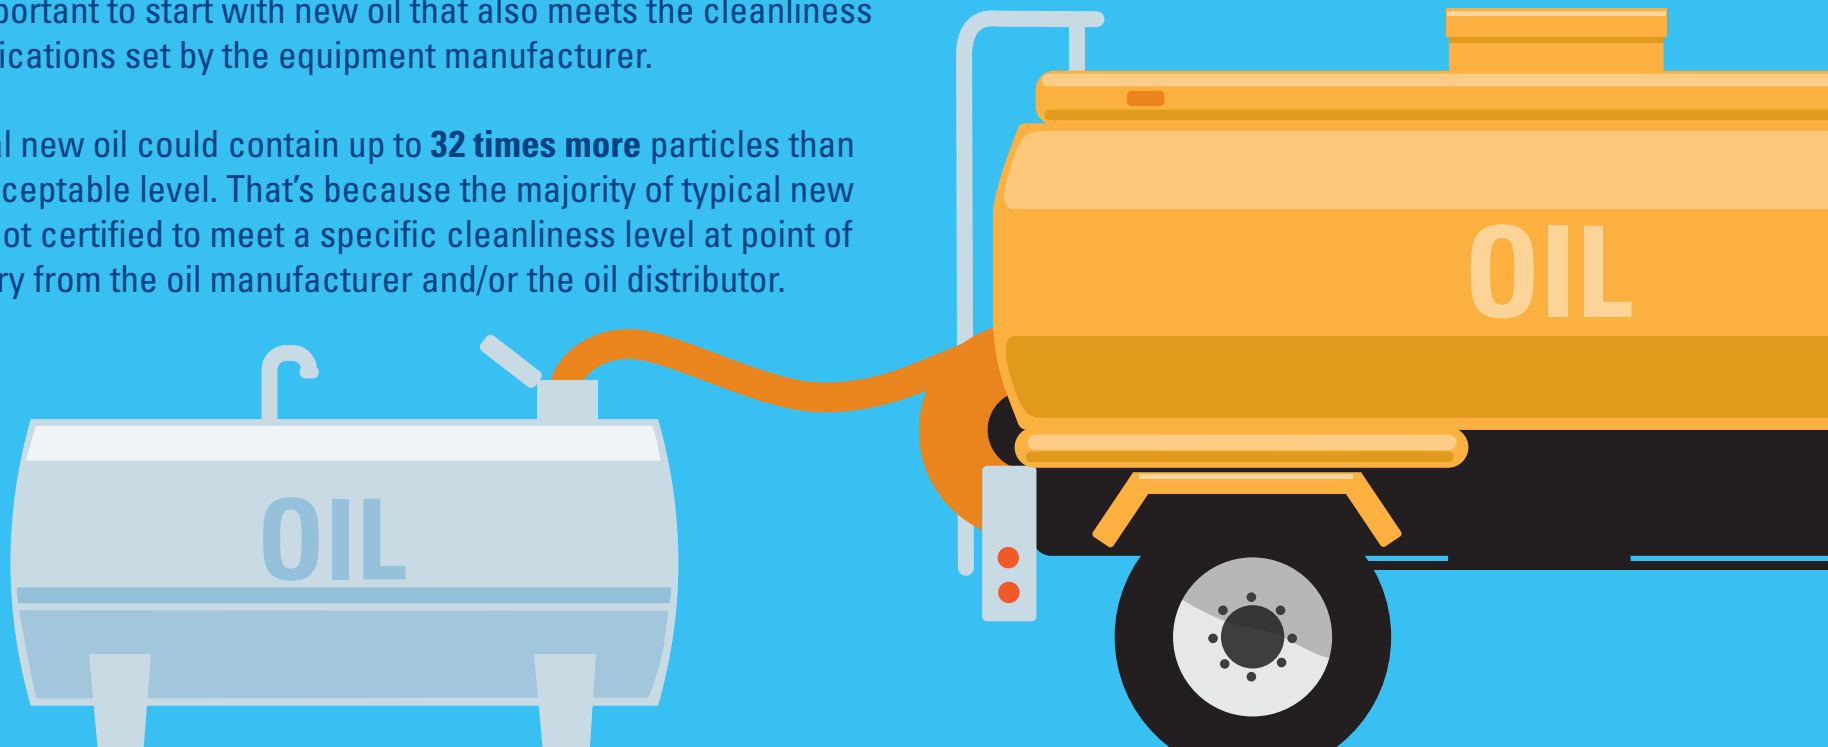 portant to start with new oil that also meets the cleanliness
ications set by the equipment manufacturer.
al new oil could contain up to 32 times more particles than
ceptable level. That’s because the majority of typical new
ot certified to meet a specific cleanliness level at point of
ry from the oil manufacturer and/or the oil distributor.
OIL
OIL